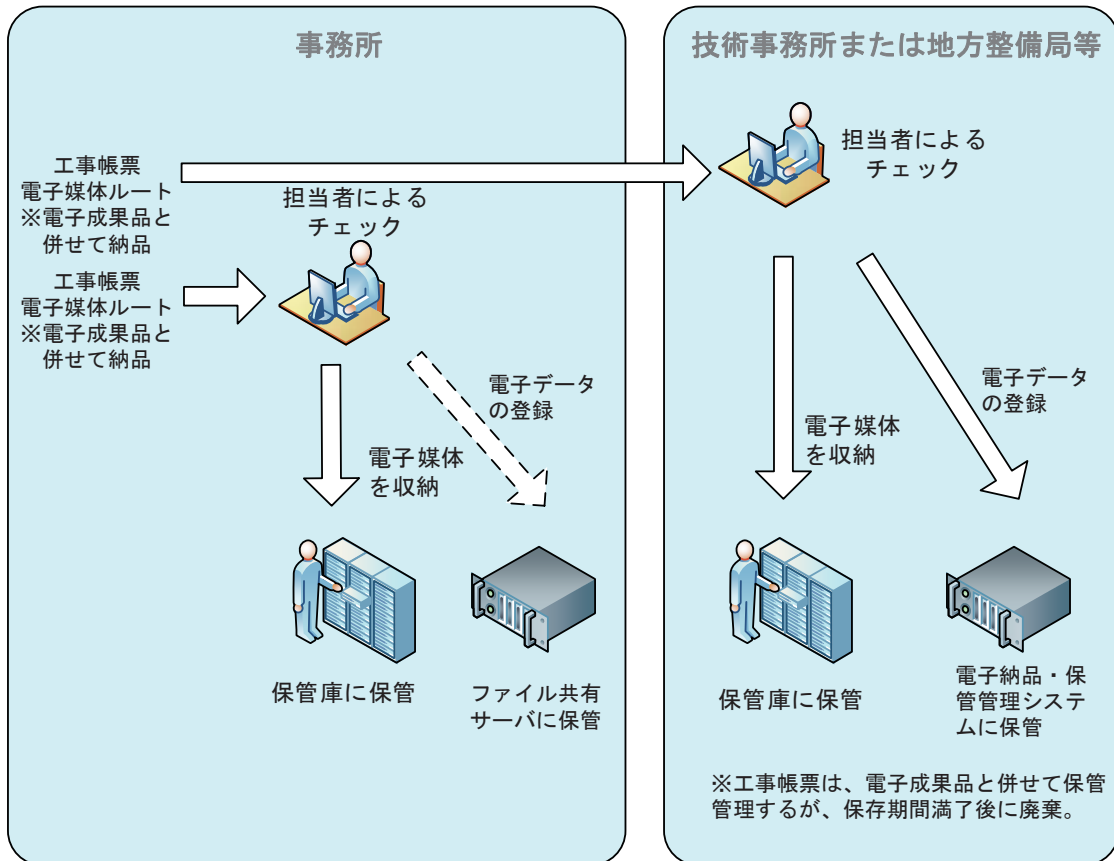 事務所
工事帳票
電子媒体ルート
※電子成果品と
併せて納品
工事帳票
電子媒体ルート
※電子成果品と
併せて納品
担当者による
チェック
電子データ
の登録
電子媒体
を収納
保管庫に保管
ファイル共有
サーバに保管
技術事務所または地方整備局等
担当者による
チェック
電子データ
の登録
電子媒体
を収納
保管庫に保管
電子納品・保
管管理システ
ムに保管
※工事帳票は、電子成果品と併せて保管
管理するが、保存期間満了後に廃棄。